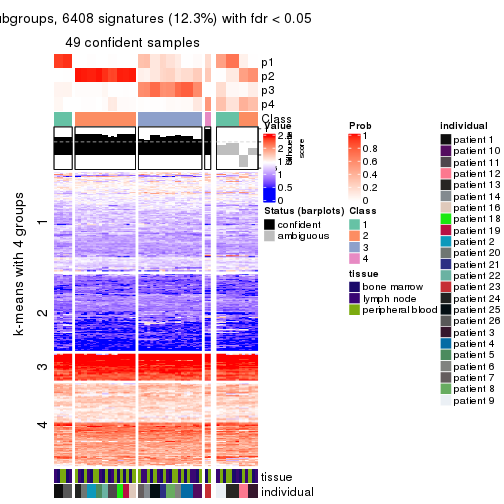 ubgroups, 6408 signatures (12.3%) with fdr < 0.05
49 confident samples
p1
p2
p3
p4
Class
Silhouette score
k-means with 4 groups
1
2
3
4
tissue
individual
Value
2.5
2
1.5
1
0.5
0
Status (barplots)
confident
ambiguous
Prob
1
0.8
0.6
0.4
0.2
0
Class
1
2
3
4
tissue
bone marrow
lymph node
peripheral blood
individual
patient 1
patient 10
patient 11
patient 12
patient 13
patient 14
patient 16
patient 18
patient 19
patient 2
patient 20
patient 21
patient 22
patient 23
patient 24
patient 25
patient 26
patient 3
patient 4
patient 5
patient 6
patient 7
patient 8
patient 9